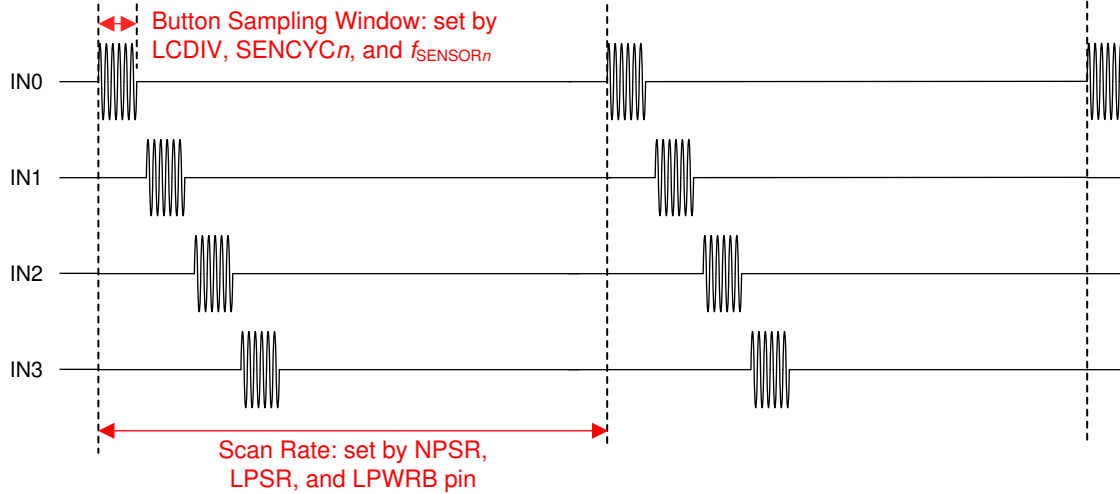 Button Sampling Window: set by
LCDIV, SENCYCn, and fSENSORn
IN0
IN1
IN2
IN3
Scan Rate: set by NPSR,
LPSR, and LPWRB pin